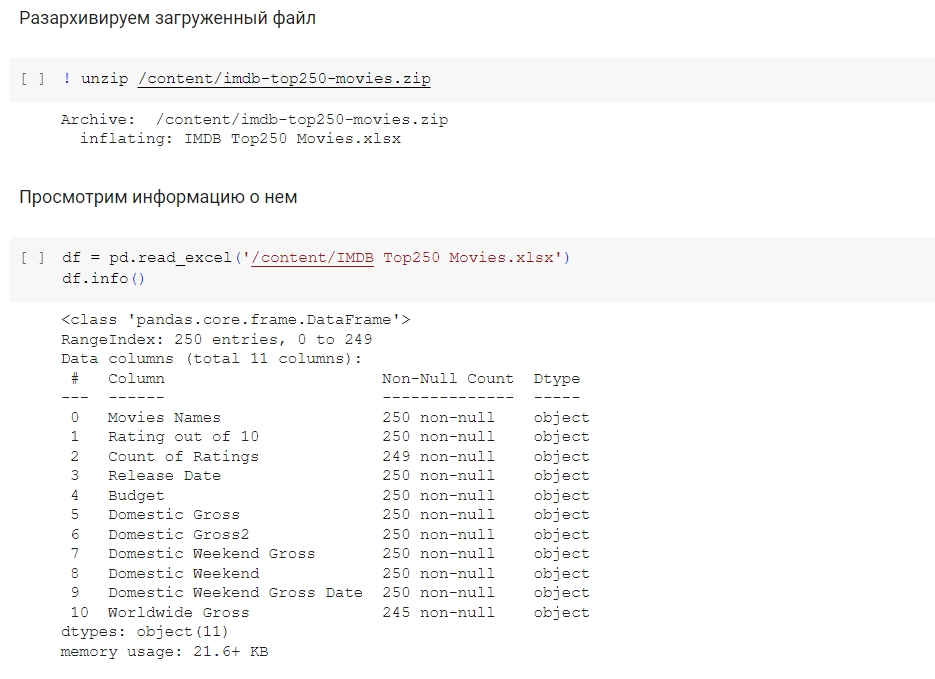 Разархивируем загруженный файл
[ ] ! unzip /content/imdb-top250-movies.zip
Archive:  /content/imdb-top250-movies.zip
  inflating: IMDB Top250 Movies.xlsx
Просмотрим информацию о нем
[ ] df = pd.read_excel('/content/IMDB Top250 Movies.xlsx')
df.info()
<class 'pandas.core.frame.DataFrame'>
RangeIndex: 250 entries, 0 to 249
Data columns (total 11 columns):
 #   Column                       Non-Null Count  Dtype
---  ------                       --------------  -----
 0   Movies Names                 250 non-null    object
 1   Rating out of 10             250 non-null    object
 2   Count of Ratings             249 non-null    object
 3   Release Date                 250 non-null    object
 4   Budget                       250 non-null    object
 5   Domestic Gross               250 non-null    object
 6   Domestic Gross2              250 non-null    object
 7   Domestic Weekend Gross       250 non-null    object
 8   Domestic Weekend             250 non-null    object
 9   Domestic Weekend Gross Date  250 non-null    object
 10  Worldwide Gross              245 non-null    object
dtypes: object(11)
memory usage: 21.6+ KB